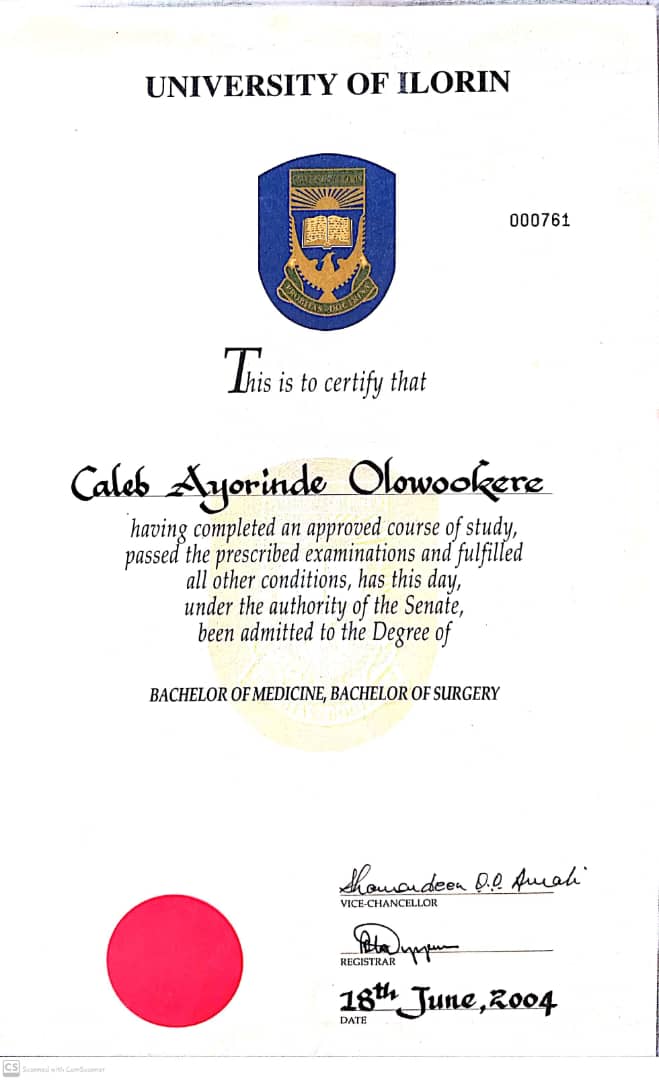 UNIVERSITY OF ILORIN
000761
PROBITAS DOCTRINA
This is to certify that
Caleb Ayorinde Olowookere
having completed an approved course of study,
passed the prescribed examinations and fulfilled
all other conditions, has this day,
under the authority of the Senate,
been admitted to the Degree of
BACHELOR OF MEDICINE, BACHELOR OF SURGERY
VICE-CHANCELLOR
REGISTRAR
18th June, 2004
DATE
CS Scanned with CamScanner